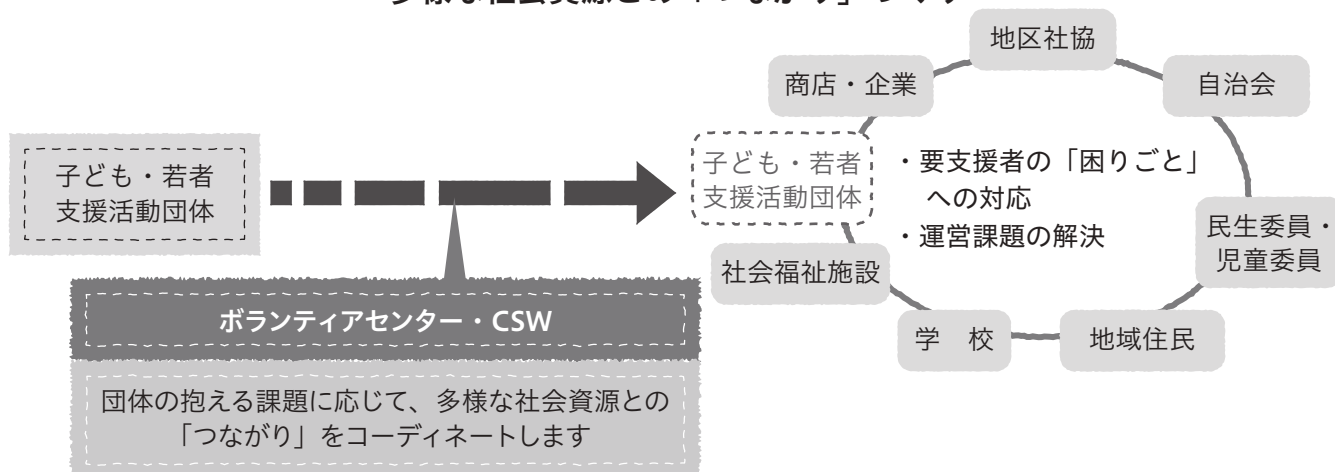 地区社協
商店・企業
自治会
子ども・若者
支援活動団体
子ども・若者
支援活動団体
・要支援者の「困りごと」
への対応
・運営課題の解決
民生委員・
児童委員
社会福祉施設
学　校
地域住民
ボランティアセンター・CSW
団体の抱える課題に応じて、多様な社会資源との
「つながり」をコーディネートします